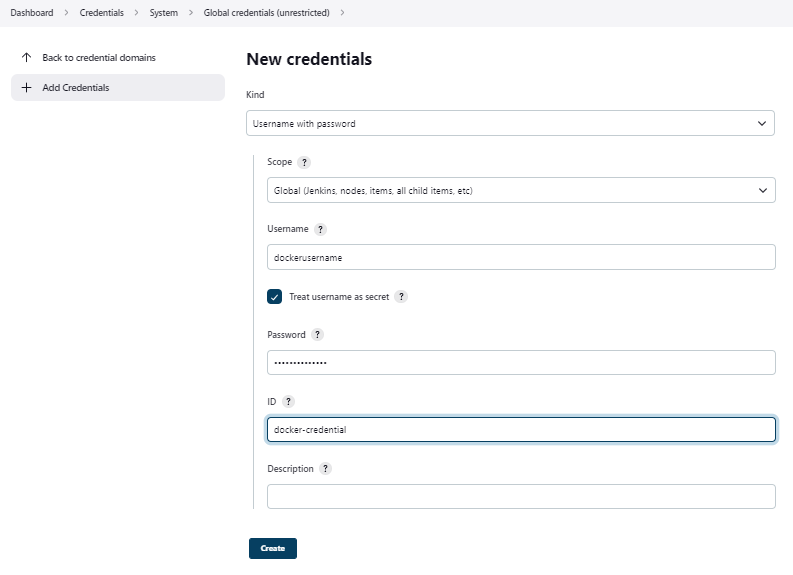 Dashboard > Credentials > System > Global credentials (unrestricted) >
Back to credential domains
Add Credentials
New credentials
Kind
Username with password
Scope ?
Global (Jenkins, nodes, items, all child items, etc)
Username ?
dockerusername
Treat username as secret ?
Password ?
••••••••••••••
ID ?
docker-credential
Description ?
Create